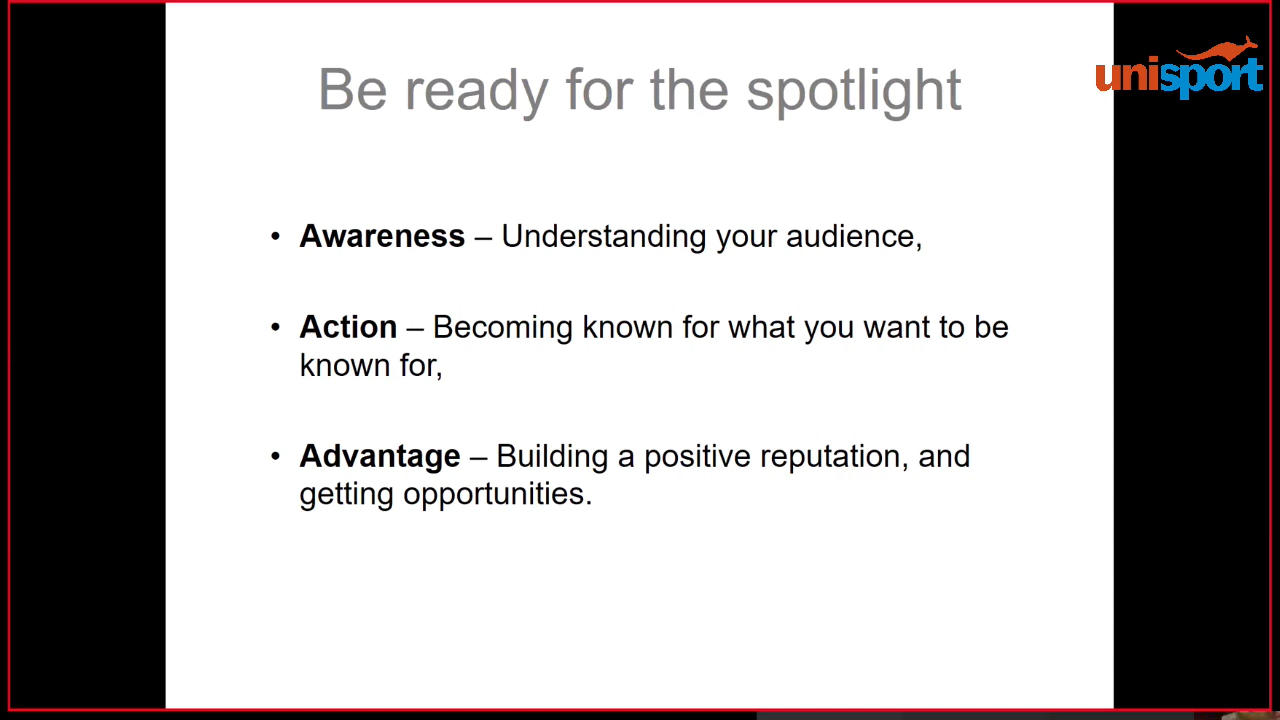 Be ready for the spotlight
unisport
• Awareness – Understanding your audience,
• Action – Becoming known for what you want to be
known for,
• Advantage – Building a positive reputation, and
getting opportunities.